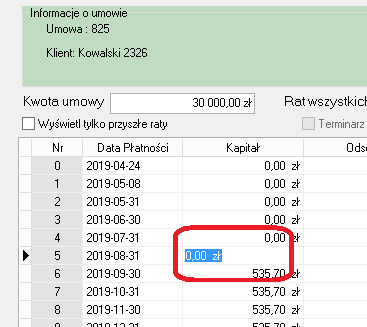 Informacje o umowie
Umowa : 825
Klient: Kowalski 2326
Kwota umowy 30 000,00 zł Rat wszystkich
Wyświetl tylko przyszłe raty Terminarz
Nr Data Płatności Kapitał Odse
0 2019-04-24 0,00 zł
1 2019-05-08 0,00 zł
2 2019-05-31 0,00 zł
3 2019-06-30 0,00 zł
4 2019-07-31 0,00 zł
5 2019-08-31 0,00 zł
6 2019-09-30 535,70 zł
7 2019-10-31 535,70 zł
8 2019-11-30 535,70 zł